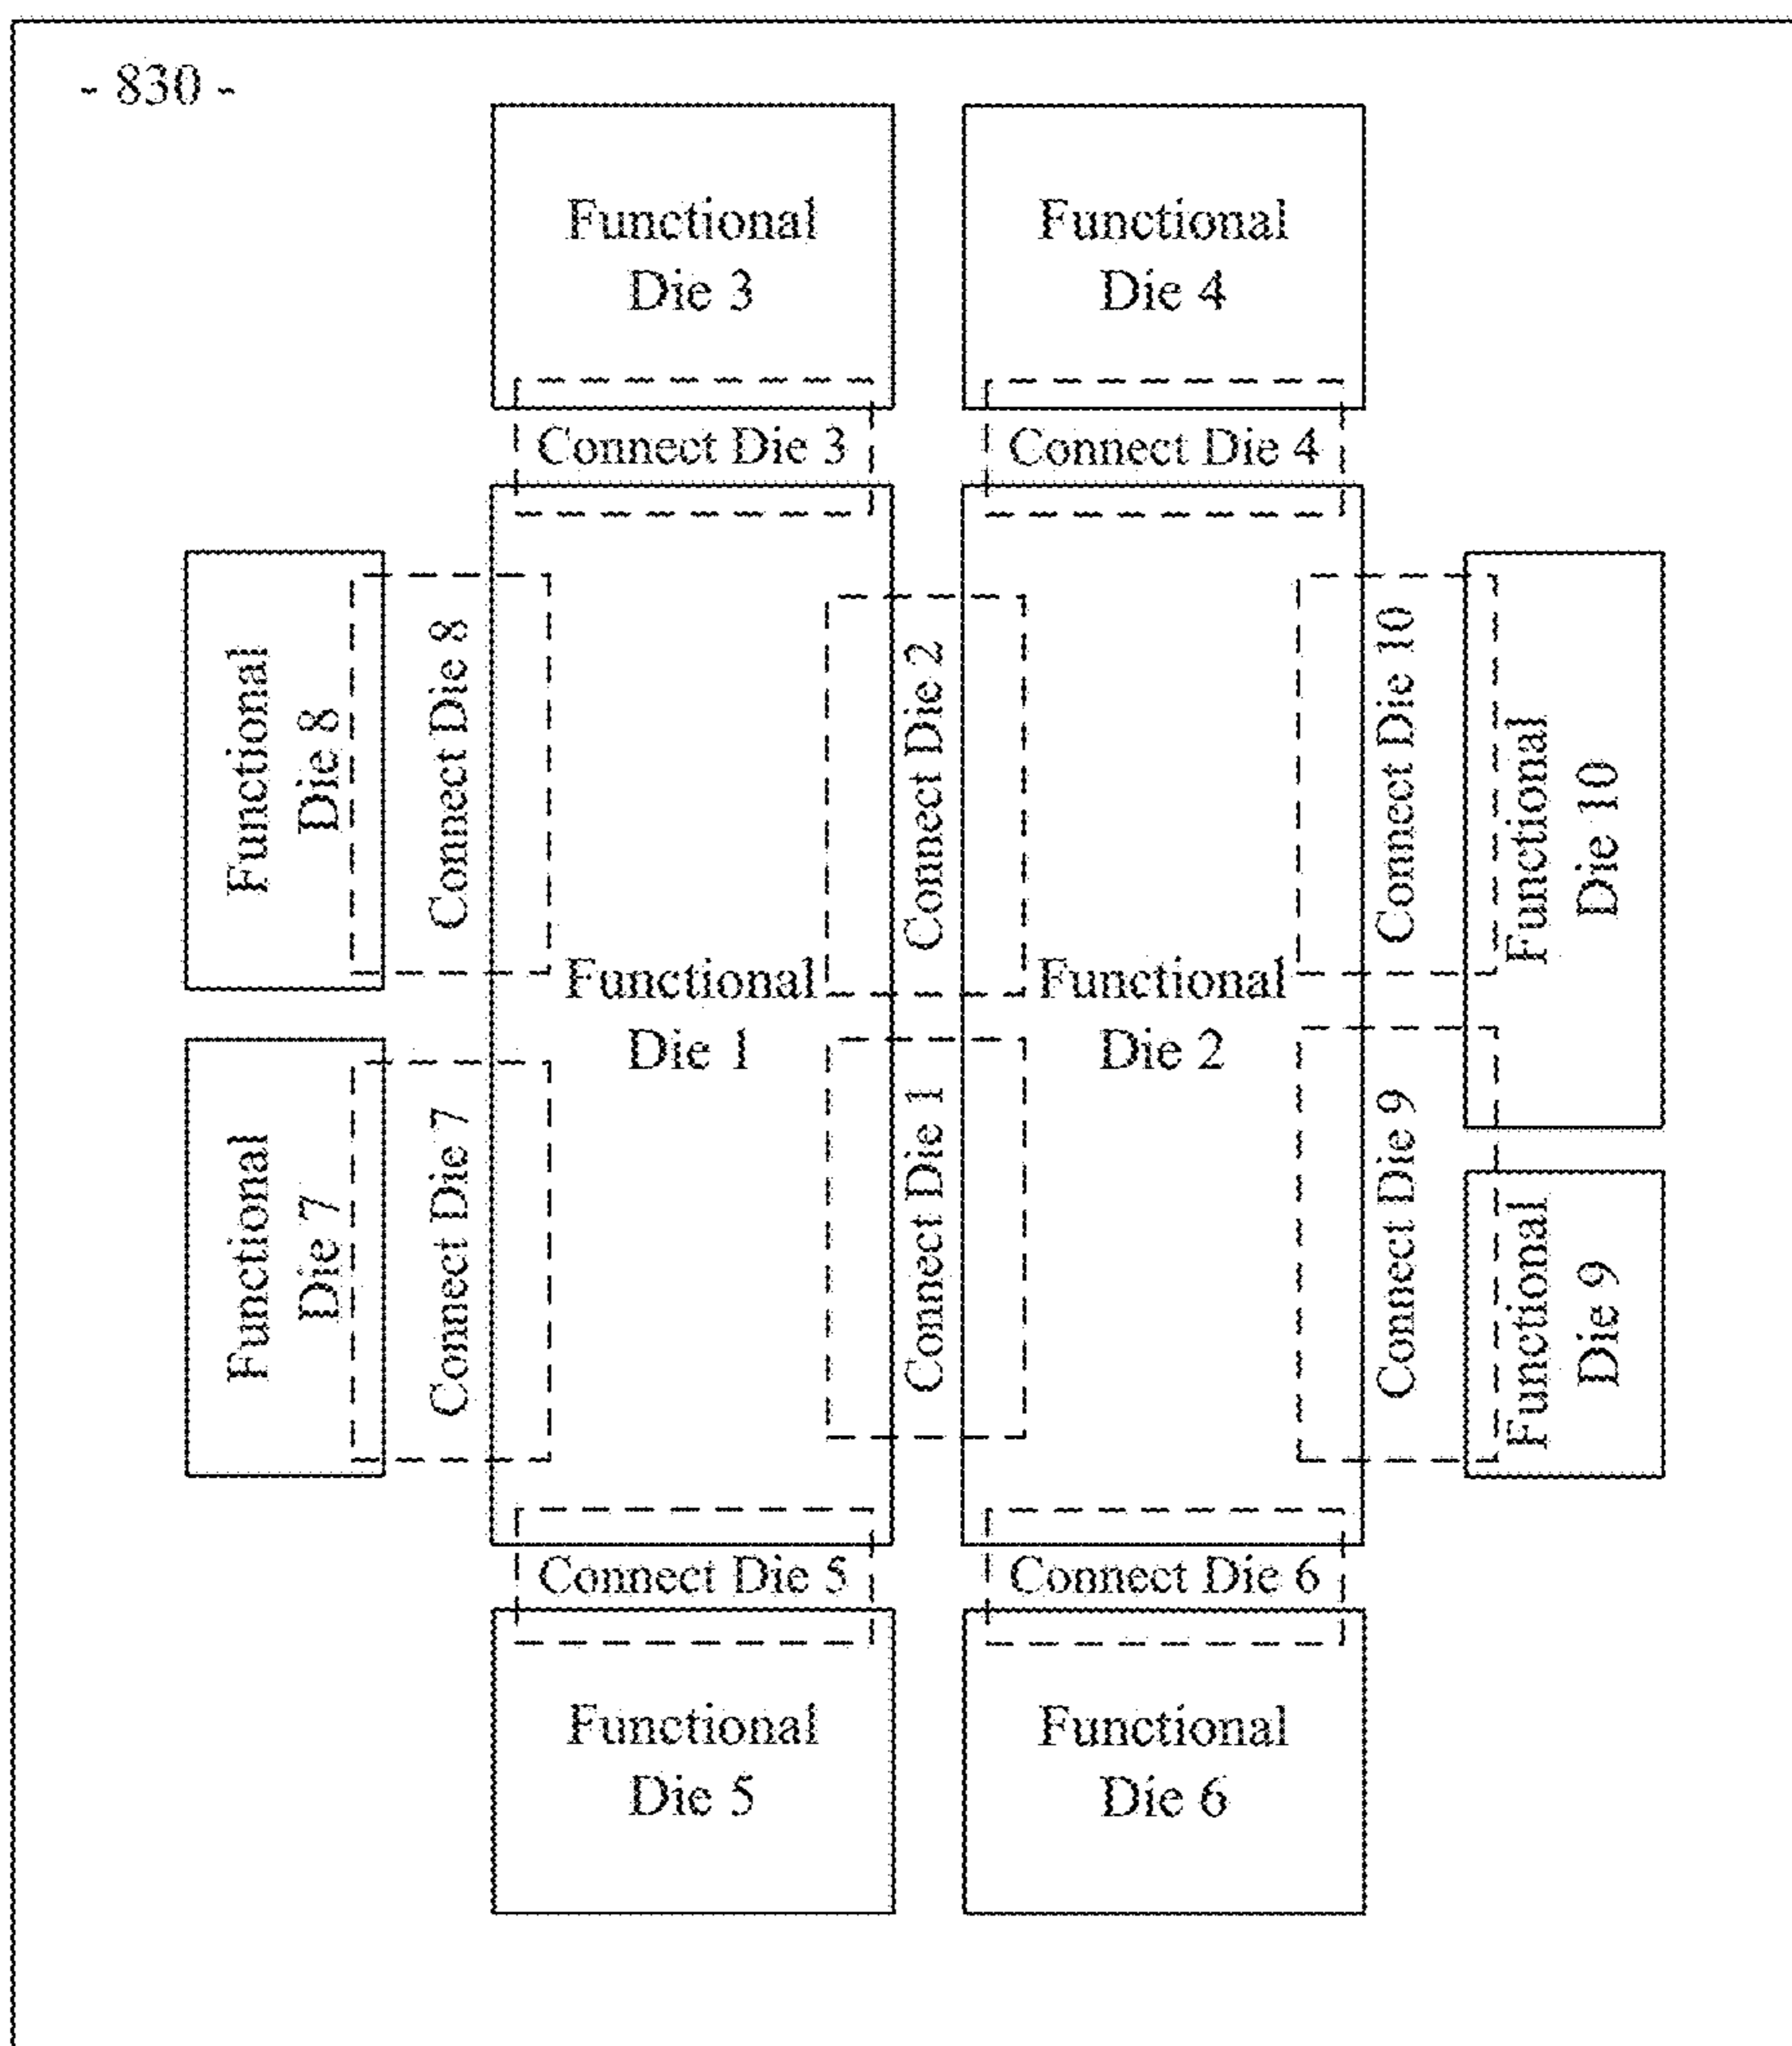 - 830 -
Functional
Die 3
Functional
Die 4
Connect Die 3
Connect Die 4
Functional
Die 8
Connect Die 8
Connect Die 2
Connect Die 10
Functional
Die 10
Functional
Die 1
Functional
Die 2
Functional
Die 7
Connect Die 7
Connect Die 1
Connect Die 9
Functional
Die 9
Connect Die 5
Connect Die 6
Functional
Die 5
Functional
Die 6